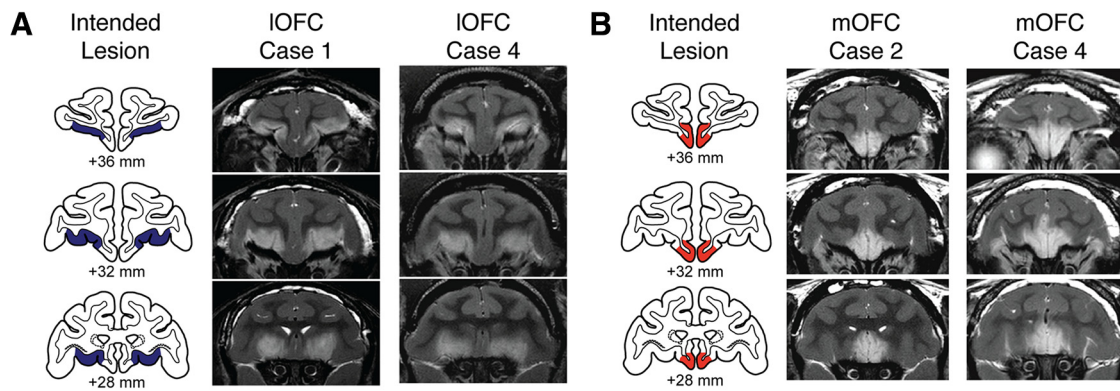 A
Intended
Lesion
lOFC
Case 1
lOFC
Case 4
+36 mm
+32 mm
+28 mm
B
Intended
Lesion
mOFC
Case 2
mOFC
Case 4
+36 mm
+32 mm
+28 mm